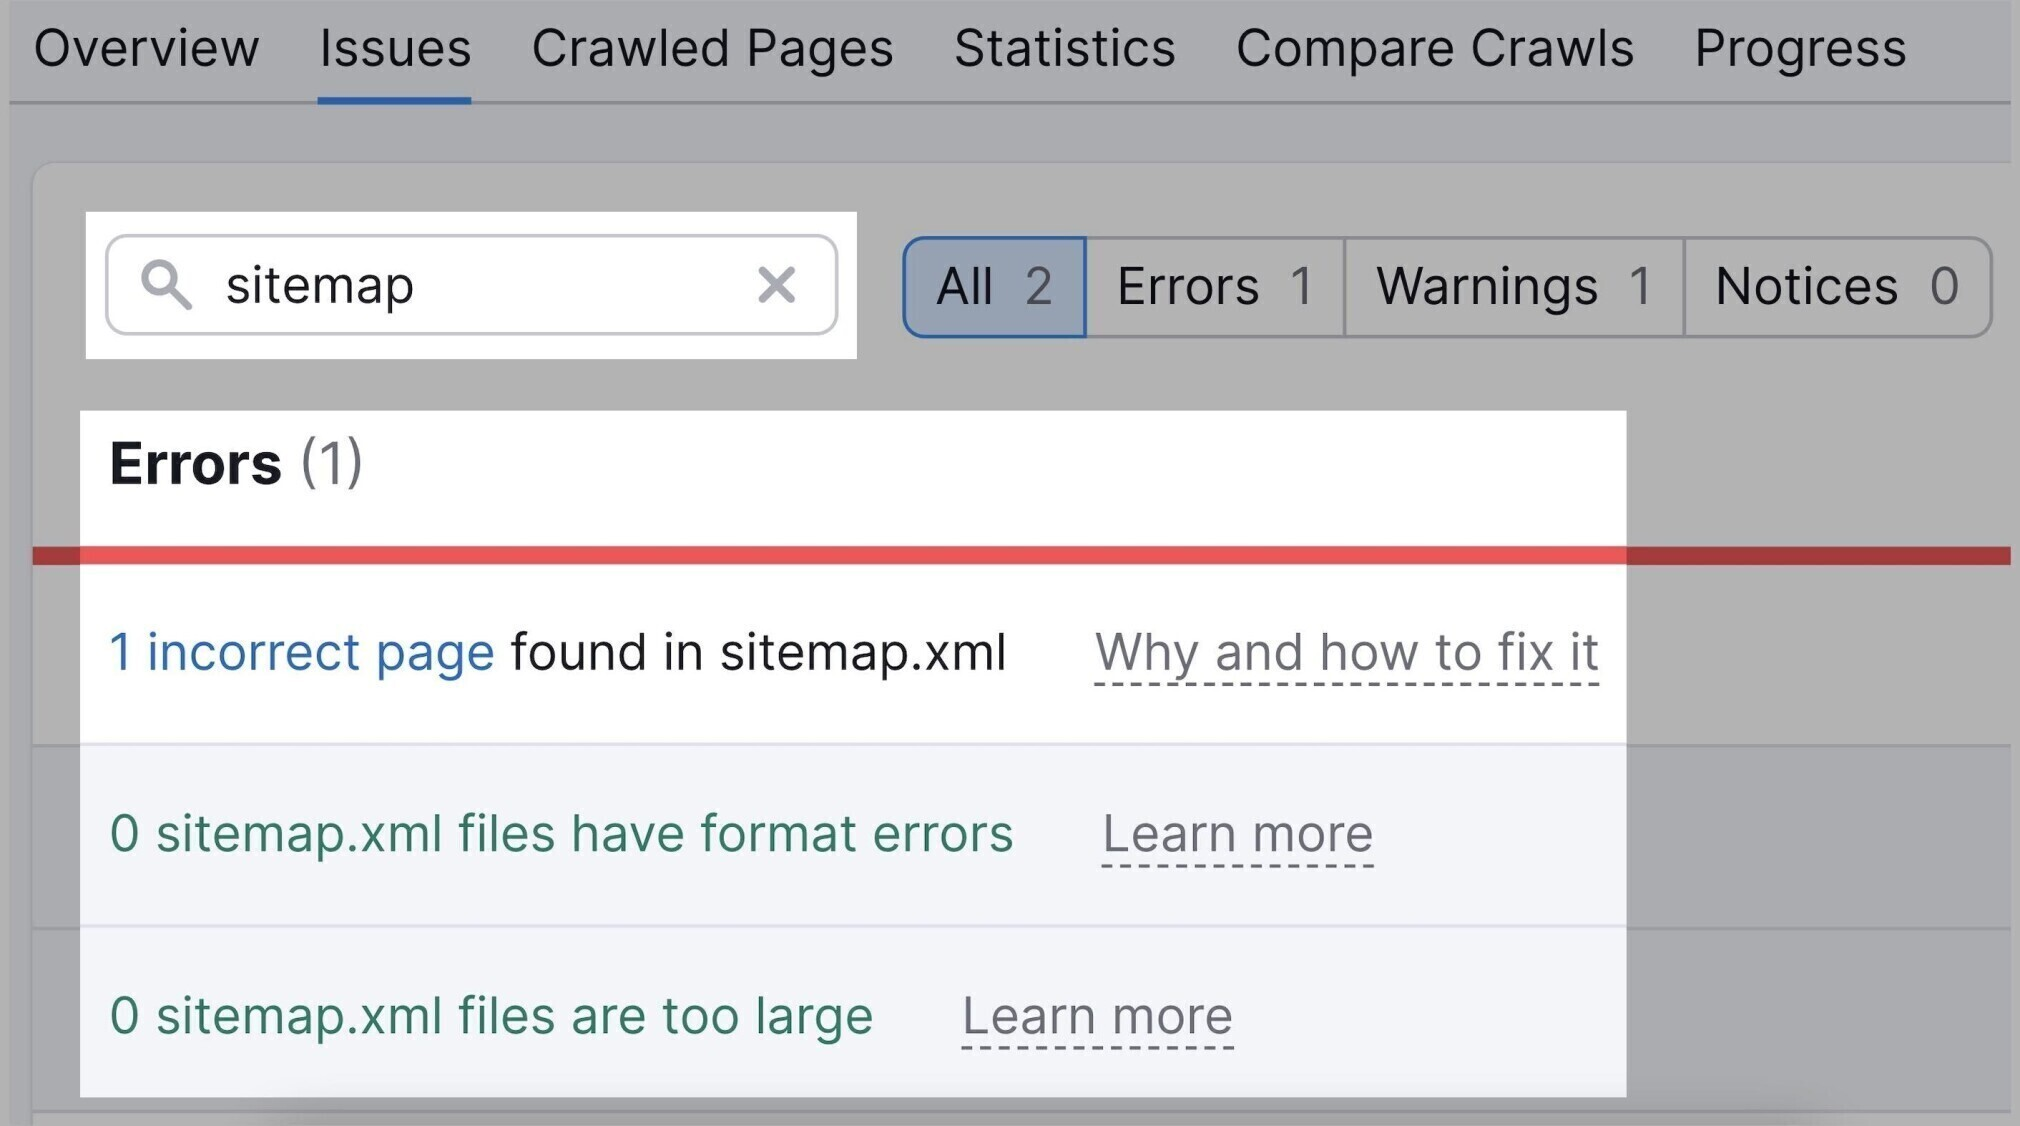 Overview Issues Crawled Pages Statistics Compare Crawls Progress
sitemap All 2 Errors 1 Warnings 1 Notices 0
Errors (1)
1 incorrect page found in sitemap.xml Why and how to fix it
0 sitemap.xml files have format errors Learn more
0 sitemap.xml files are too large Learn more